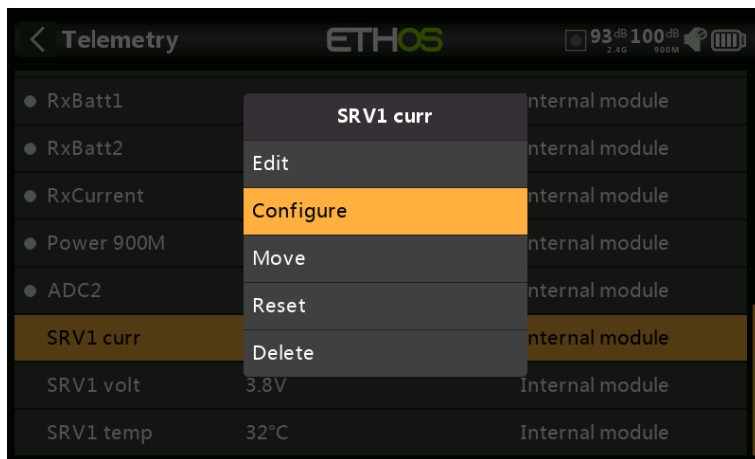 Telemetry ETHOS 93dB 2.4G 100dB 900M
RxBatt1 Internal module
SRV1 curr
RxBatt2 Internal module
Edit
RxCurrent Internal module
Configure
Power 900M Internal module
Move
ADC2 Internal module
Reset
SRV1 curr Internal module
Delete
SRV1 volt 3.8V Internal module
SRV1 temp 32°C Internal module